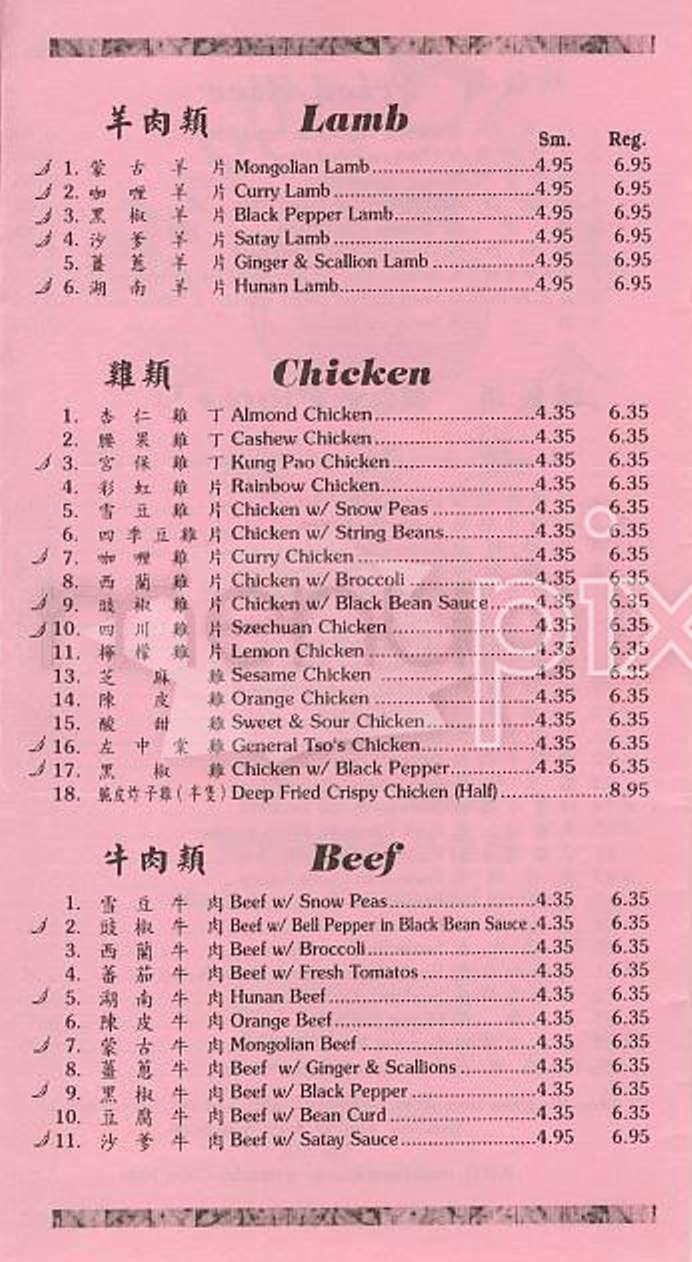 羊肉類 Lamb
Sm. Reg.
1. 蒙古羊片 Mongolian Lamb 4.95 6.95
2. 咖喱羊片 Curry Lamb 4.95 6.95
3. 黑椒羊片 Black Pepper Lamb 4.95 6.95
4. 沙爹羊片 Satay Lamb 4.95 6.95
5. 薑蔥羊片 Ginger & Scallion Lamb 4.95 6.95
6. 湖南羊片 Hunan Lamb 4.95 6.95
雞類 Chicken
1. 杏仁雞丁 Almond Chicken 4.35 6.35
2. 腰果雞丁 Cashew Chicken 4.35 6.35
3. 宮保雞丁 Kung Pao Chicken 4.35 6.35
4. 彩虹雞片 Rainbow Chicken 4.35 6.35
5. 雪豆雞片 Chicken w/ Snow Peas 4.35 6.35
6. 四季豆雞片 Chicken w/ String Beans 4.35 6.35
7. 咖喱雞片 Curry Chicken 4.35 6.35
8. 西蘭雞片 Chicken w/ Broccoli 4.35 6.35
9. 豉椒雞片 Chicken w/ Black Bean Sauce 4.35 6.35
10. 四川雞片 Szechuan Chicken 4.35 6.35
11. 檸檬雞片 Lemon Chicken 4.35 6.35
13. 芝麻雞 Sesame Chicken 4.35 6.35
14. 陳皮雞 Orange Chicken 4.35 6.35
15. 酸甜雞 Sweet & Sour Chicken 4.35 6.35
16. 左中棠雞 General Tso's Chicken 4.35 6.35
17. 黑椒雞 Chicken w/ Black Pepper 4.35 6.35
18. 脆皮炸子雞(半隻) Deep Fried Crispy Chicken (Half) 8.95
牛肉類 Beef
1. 雪豆牛肉 Beef w/ Snow Peas 4.35 6.35
2. 豉椒牛肉 Beef w/ Bell Pepper in Black Bean Sauce 4.35 6.35
3. 西蘭牛肉 Beef w/ Broccoli 4.35 6.35
4. 蕃茄牛肉 Beef w/ Fresh Tomatos 4.35 6.35
5. 湖南牛肉 Hunan Beef 4.35 6.35
6. 陳皮牛肉 Orange Beef 4.35 6.35
7. 蒙古牛肉 Mongolian Beef 4.35 6.35
8. 薑蔥牛肉 Beef w/ Ginger & Scallions 4.35 6.35
9. 黑椒牛肉 Beef w/ Black Pepper 4.35 6.35
10. 豆腐牛肉 Beef w/ Bean Curd 4.35 6.35
11. 沙爹牛肉 Beef w/ Satay Sauce 4.95 6.95